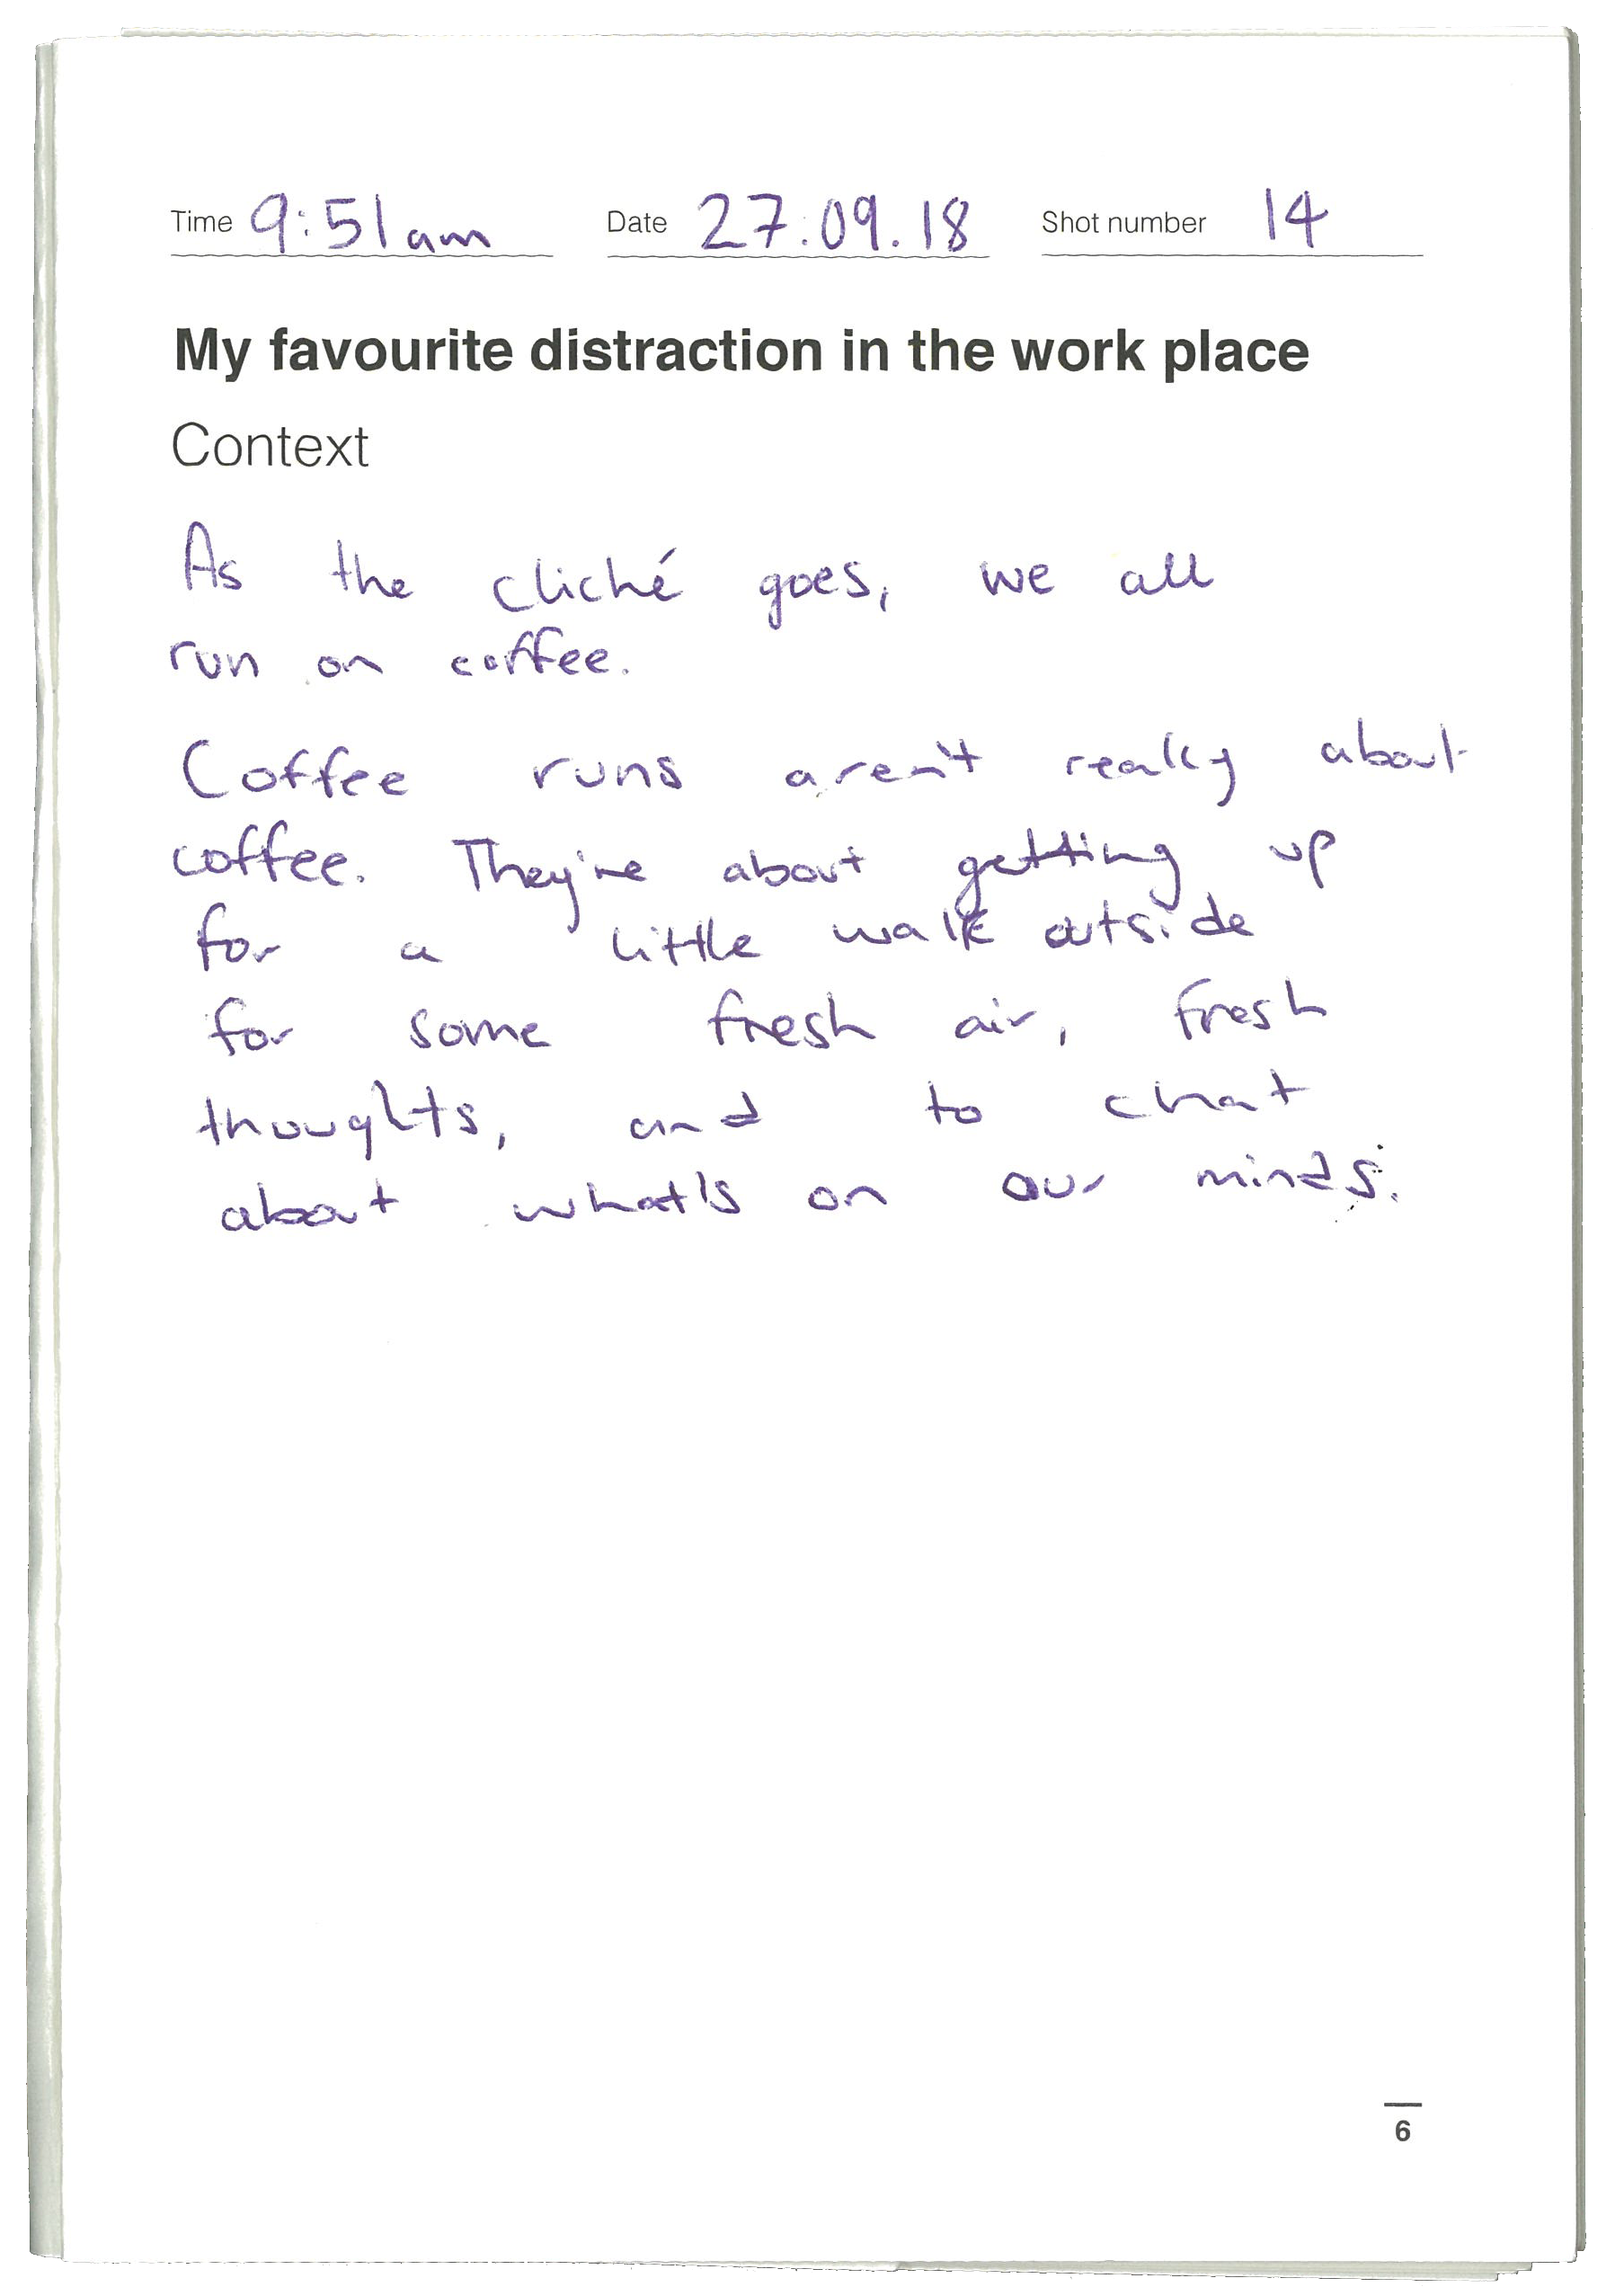 Time 9:51am Date 27.09.18 Shot number 14
My favourite distraction in the work place
Context
As the cliché goes, we all
run on coffee.
Coffee runs aren't really about
coffee. They're about getting up
for a little walk outside
for some fresh air, fresh
thoughts, and to chat
about what's on our minds.
6